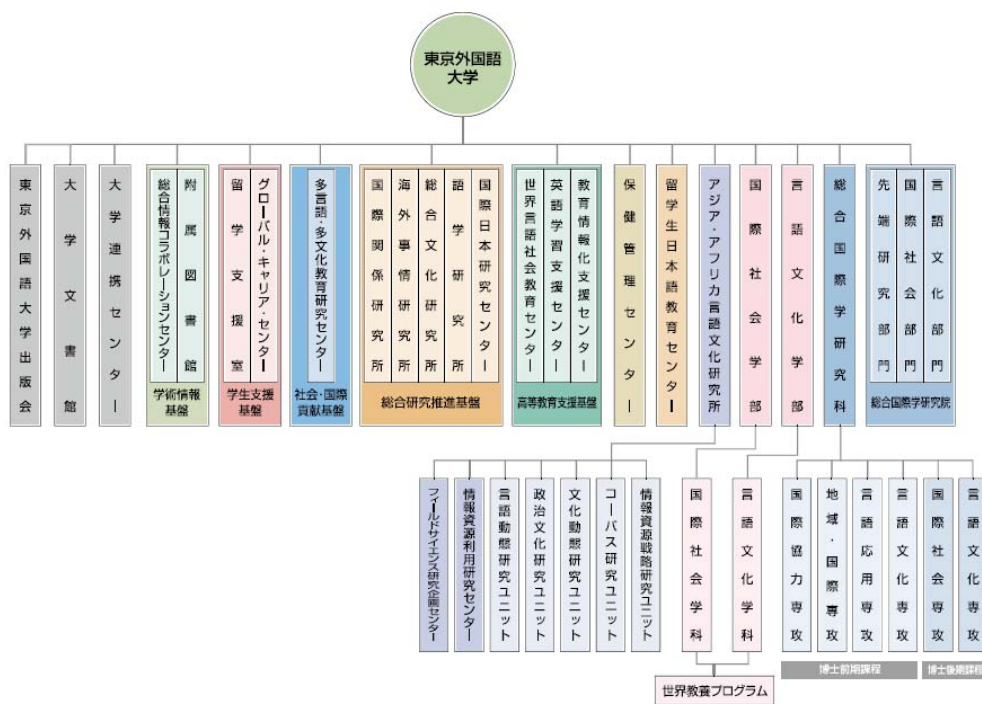 東京外国語
大学
言語文化部門
国際社会部門
先端研究部門
総合国際学研究院
総合国際学研究科
言語文化学部
国際社会学部
アジア・アフリカ言語文化研究所
留学生日本語教育センター
保健管理センター
教育情報化支援センター
英語学習支援センター
世界言語社会教育センター
高等教育支援基盤
国際日本研究センター
語学研究所
総合文化研究所
海外事情研究所
国際関係研究所
総合研究推進基盤
多言語・多文化教育研究センター
社会・国際
貢献基盤
グローバル・キャリア・センター
留学支援室
学生支援
基盤
附属図書館
総合情報コラボレーションセンター
学術情報
基盤
大学連携センター
大学文書館
東京外国語大学出版会
言語文化専攻
国際社会専攻
言語文化専攻
言語応用専攻
地域・国際専攻
国際協力専攻
博士前期課程
博士後期課程
言語文化学科
国際社会学科
世界教養プログラム
情報資源戦略研究ユニット
コーパス研究ユニット
文化動態研究ユニット
政治文化研究ユニット
言語動態研究ユニット
情報資源利用研究センター
フィールドサイエンス研究企画センター